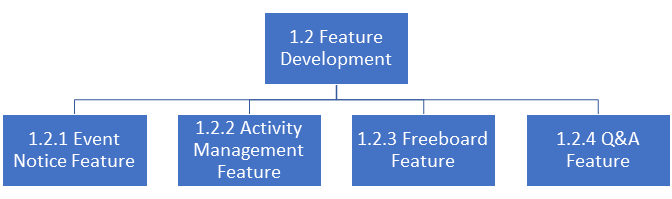 1.2 Feature
Development
1.2.1 Event
Notice Feature
1.2.2 Activity
Management
Feature
1.2.3 Freeboard
Feature
1.2.4 Q&A
Feature